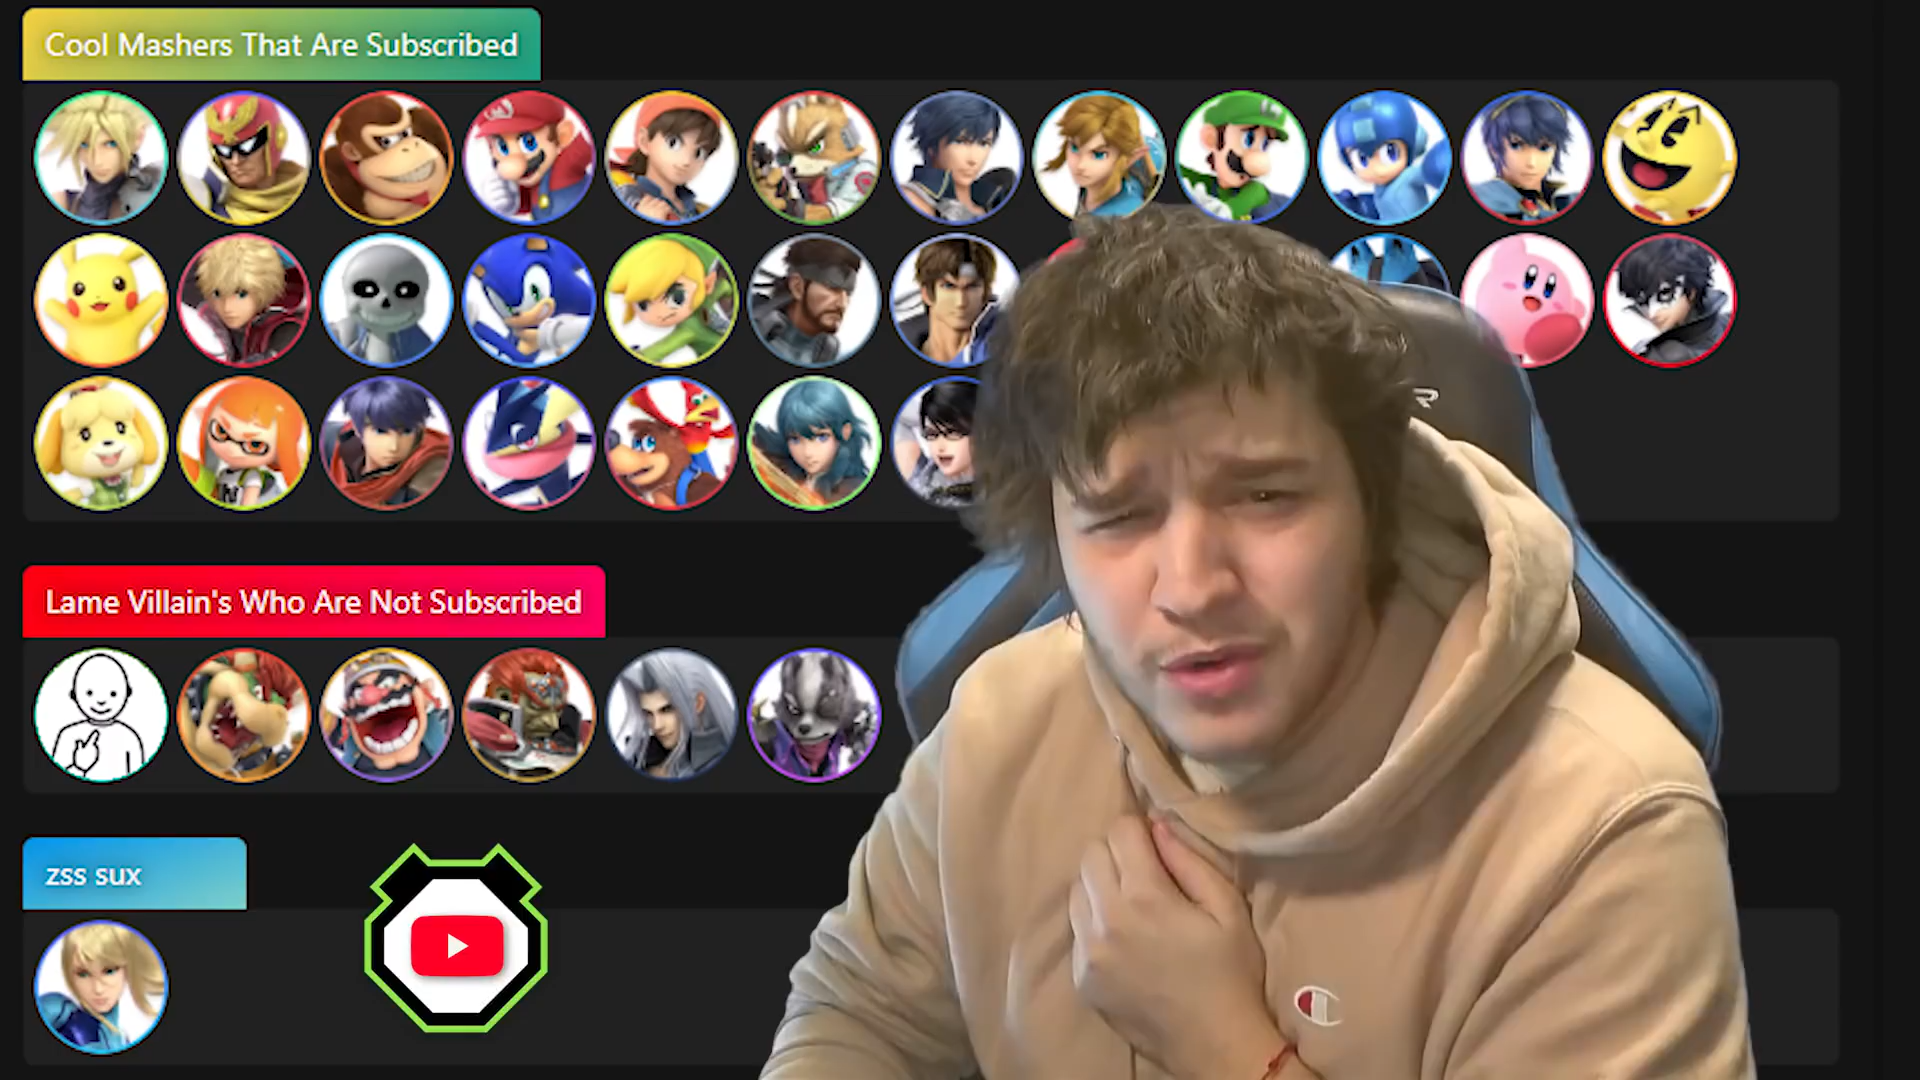 Cool Mashers That Are Subscribed
Lame Villain's Who Are Not Subscribed
zss sux